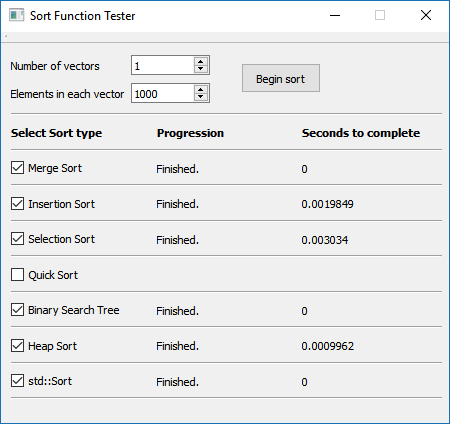 Sort Function Tester
Number of vectors 1
Elements in each vector 1000
Begin sort
Select Sort type Progression Seconds to complete
Merge Sort Finished. 0
Insertion Sort Finished. 0.0019849
Selection Sort Finished. 0.003034
Quick Sort
Binary Search Tree Finished. 0
Heap Sort Finished. 0.0009962
std::Sort Finished. 0